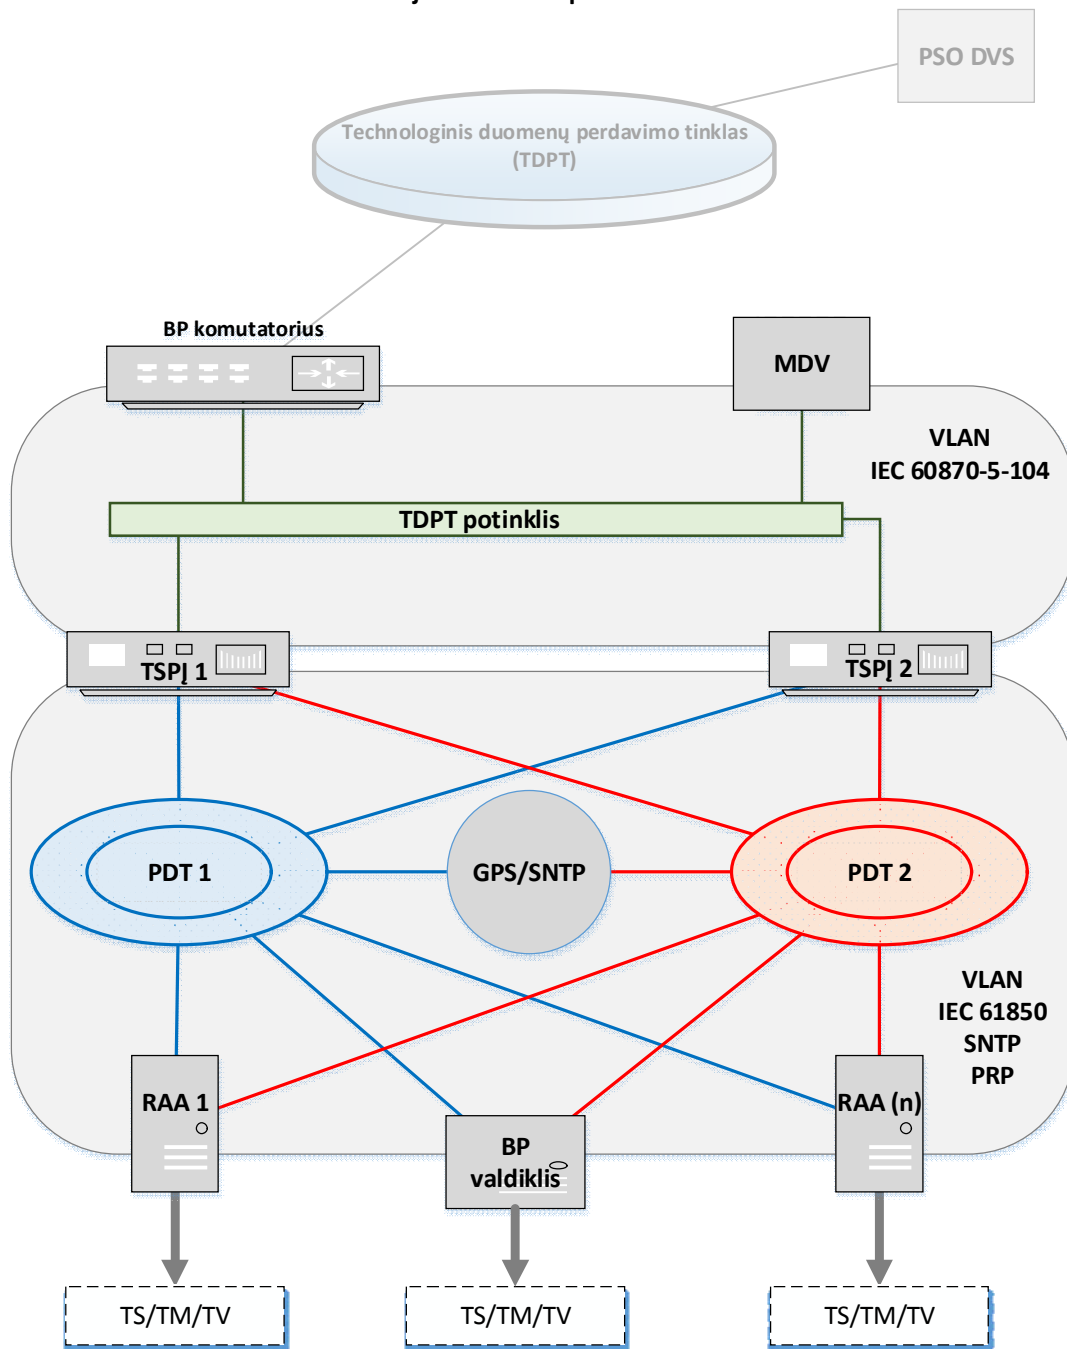 PSO DVS
Technologinis duomenų perdavimo tinklas
(TDPT)
BP komutatorius
MDV
VLAN
IEC 60870-5-104
TDPT potinklis
TSPĮ 1
TSPĮ 2
PDT 1
GPS/SNTP
PDT 2
VLAN
IEC 61850
SNTP
PRP
RAA 1
RAA (n)
BP
valdiklis
TS/TM/TV
TS/TM/TV
TS/TM/TV